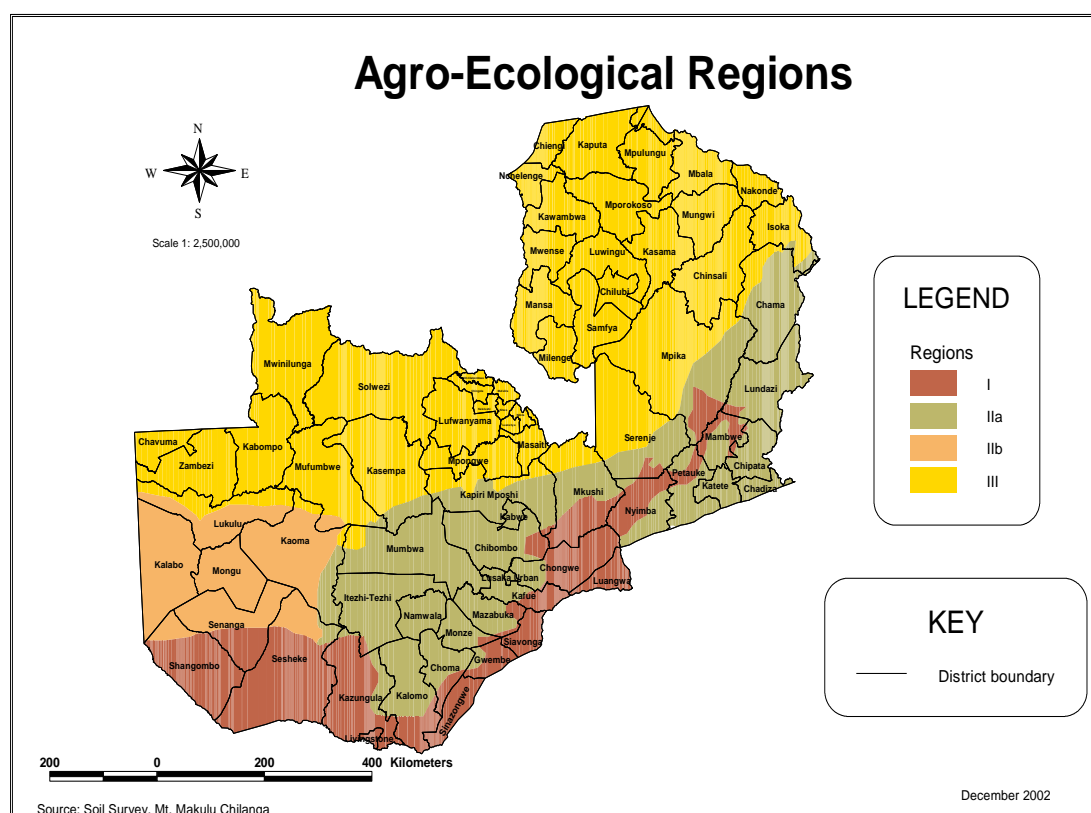 Agro-Ecological Regions
N
W
E
S
Scale 1: 2,500,000
Chiengi
Kaputa
Mpulungu
Mbala
Nchelenge
Nakonde
Kawambwa
Mporokoso
Mungwi
Isoka
Mwense
Luwingu
Kasama
Chinsali
Mansa
Chilubi
Chama
Samfya
Milenge
Mpika
Mwinilunga
Solwezi
Lundazi
Lufwanyama
Chavuma
Kabompo
Serenje
Mambwe
Zambezi
Mufumbwe
Kasempa
Mpongwe
Masaiti
Petauke
Chipata
Katete
Chadiza
Kapiri Mposhi
Mkushi
Nyimba
Lukulu
Kabwe
Kaoma
Mumbwa
Chibombo
Kalabo
Mongu
Chongwe
Lusaka Urban
Luangwa
Itezhi-Tezhi
Kafue
Namwala
Mazabuka
Senanga
Monze
Siavonga
Shangombo
Sesheke
Choma
Gwembe
Kazungula
Kalomo
Sinazongwe
Livingstone
LEGEND
Regions
I
IIa
IIb
III
KEY
District boundary
200 0 200 400 Kilometers
Source: Soil Survey, Mt. Makulu Chilanga
December 2002